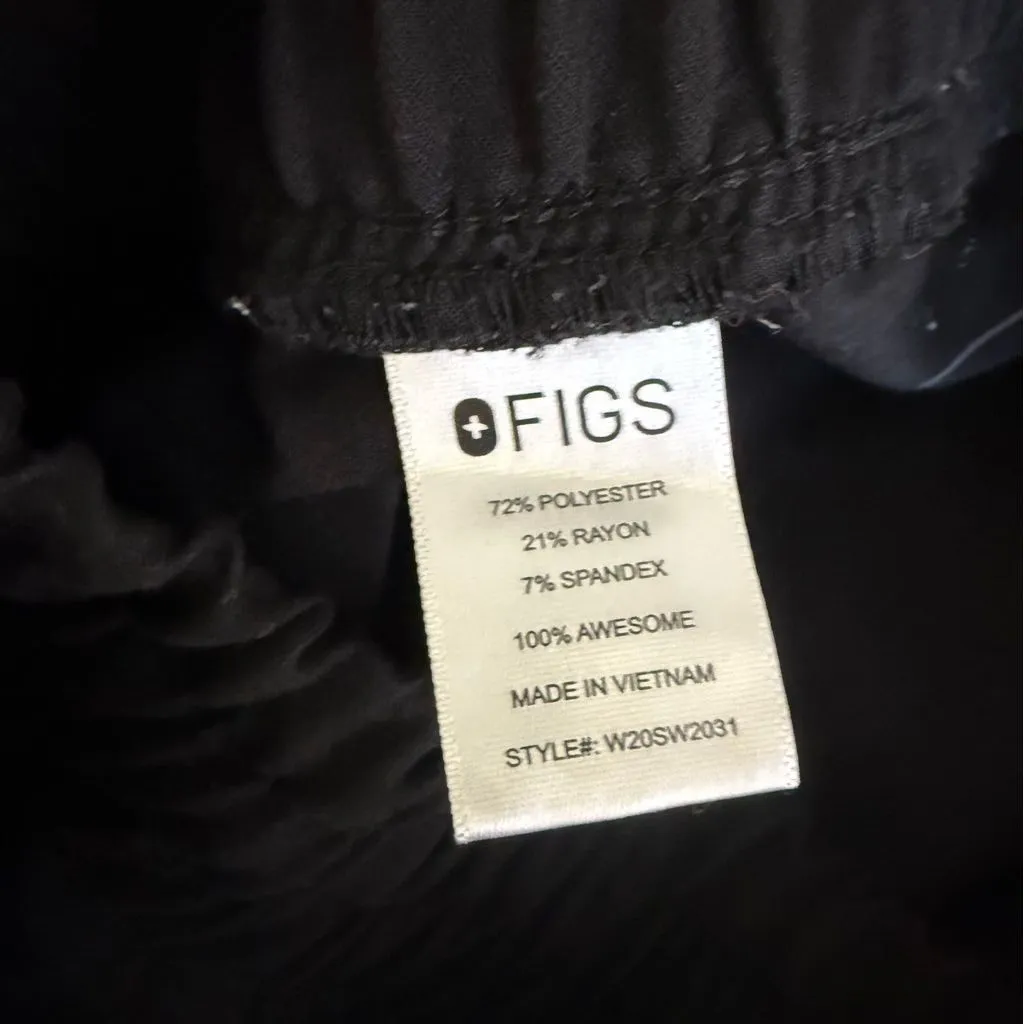 FIGS
72% POLYESTER
21% RAYON
7% SPANDEX
100% AWESOME
MADE IN VIETNAM
STYLE#: W20SW2031